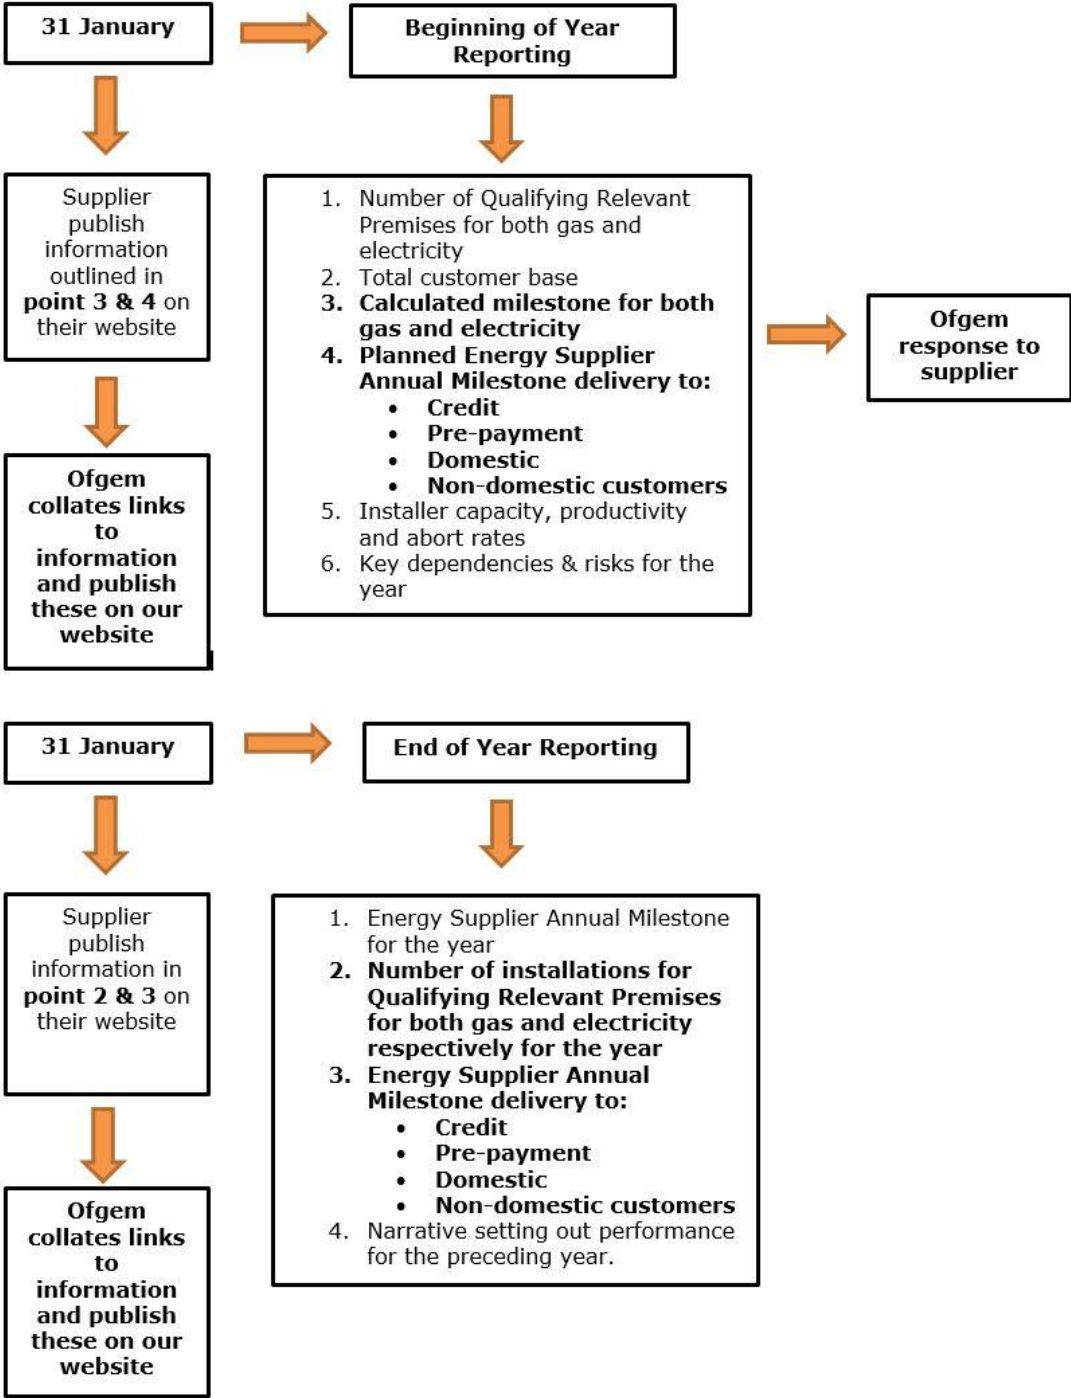 31 January
Beginning of Year
Reporting
Supplier
publish
information
outlined in
point 3 & 4 on
their website
1. Number of Qualifying Relevant
Premises for both gas and
electricity
2. Total customer base
3. Calculated milestone for both
gas and electricity
4. Planned Energy Supplier
Annual Milestone delivery to:
• Credit
• Pre-payment
• Domestic
• Non-domestic customers
5. Installer capacity, productivity
and abort rates
6. Key dependencies & risks for the
year
Ofgem
response to
supplier
Ofgem
collates links
to
information
and publish
these on our
website
31 January
End of Year Reporting
Supplier
publish
information in
point 2 & 3 on
their website
1. Energy Supplier Annual Milestone
for the year
2. Number of installations for
Qualifying Relevant Premises
for both gas and electricity
respectively for the year
3. Energy Supplier Annual
Milestone delivery to:
• Credit
• Pre-payment
• Domestic
• Non-domestic customers
4. Narrative setting out performance
for the preceding year.
Ofgem
collates links
to
information
and publish
these on our
website